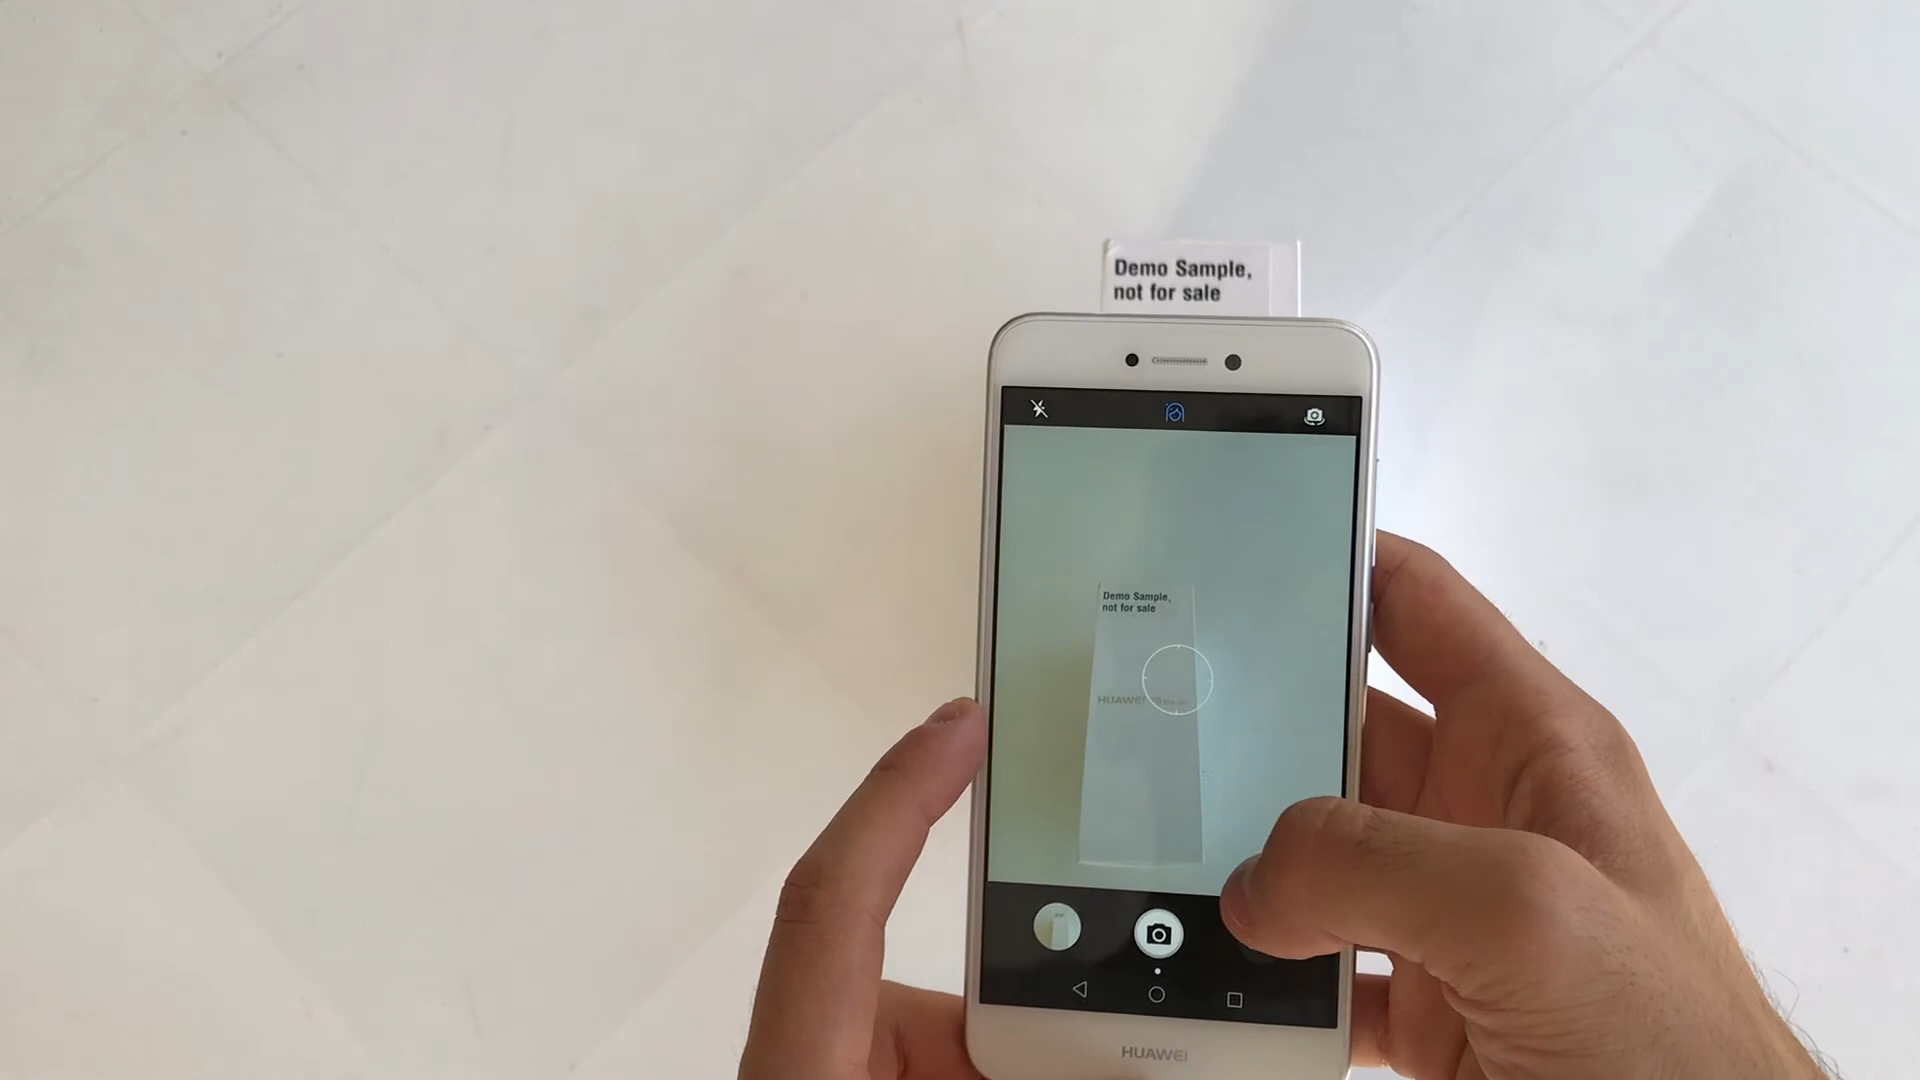 Demo Sample,
not for sale
Demo Sample,
not for sale
HUAWEI
HUAWEI